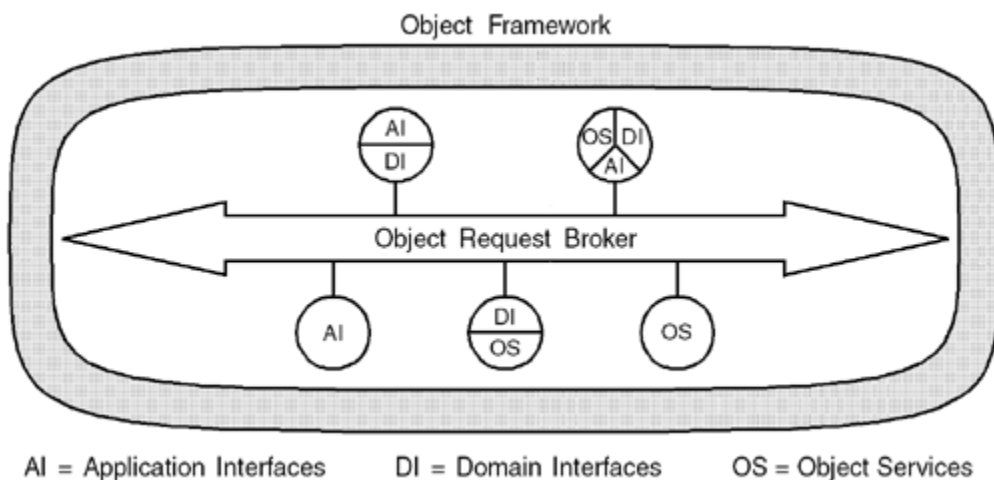 Object Framework
AI
DI
OS DI
AI
Object Request Broker
AI
DI
OS
OS
AI = Application Interfaces DI = Domain Interfaces OS = Object Services